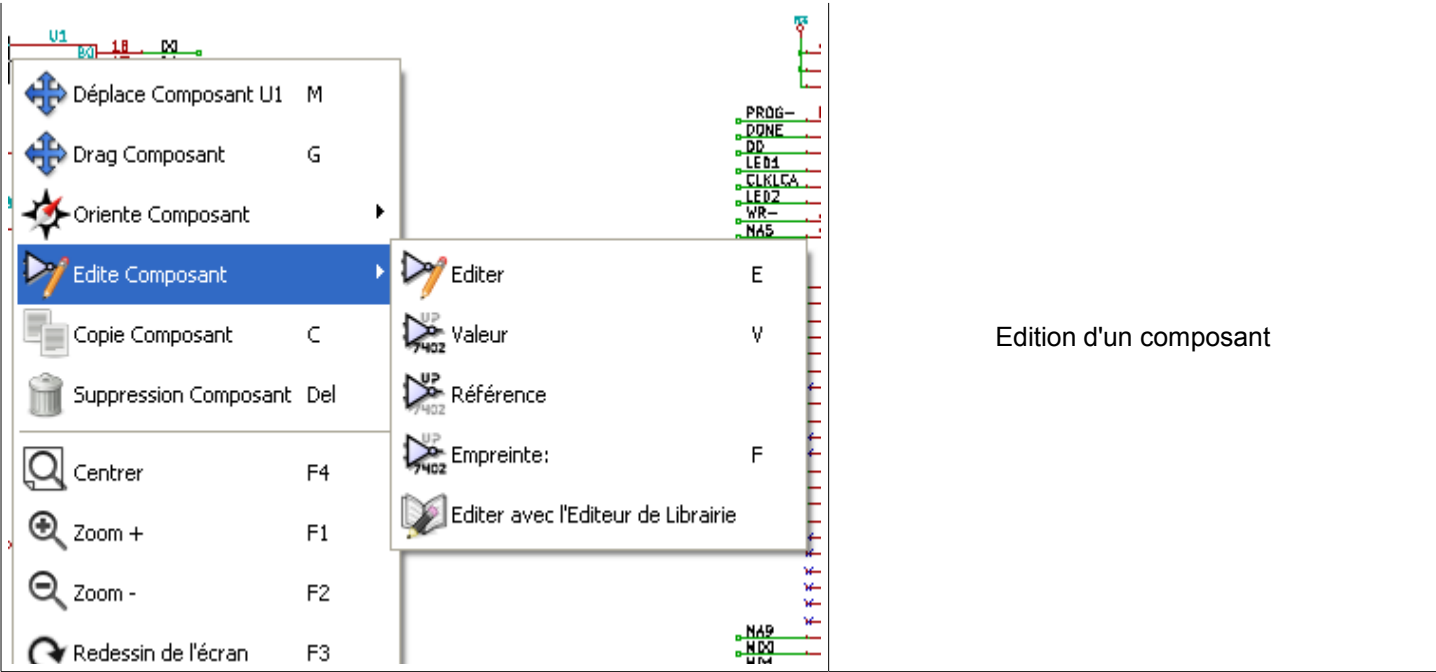 U1
18
PROG-
DONE
DD
LED1
CLKLCA
LED2
WR-
NA5
Déplace Composant U1 M
Drag Composant G
Oriente Composant
Edite Composant
Copie Composant C
Suppression Composant Del
Centrer F4
Zoom + F1
Zoom - F2
Redessin de l'écran F3
Editer E
Valeur V
Référence
Empreinte: F
Editer avec l'Editeur de Librairie
Edition d'un composant
NA9